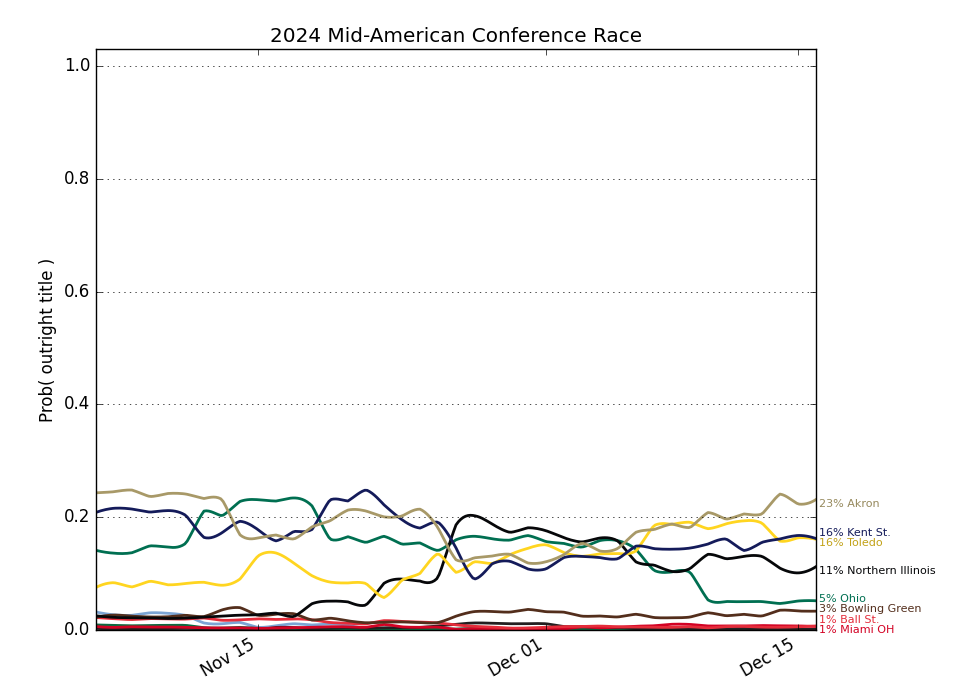 2024 Mid-American Conference Race
Prob( outright title )
1.0
0.8
0.6
0.4
0.2
0.0
23% Akron
16% Kent St.
16% Toledo
11% Northern Illinois
5% Ohio
3% Bowling Green
1% Ball St.
1% Miami OH
Nov 15
Dec 01
Dec 15